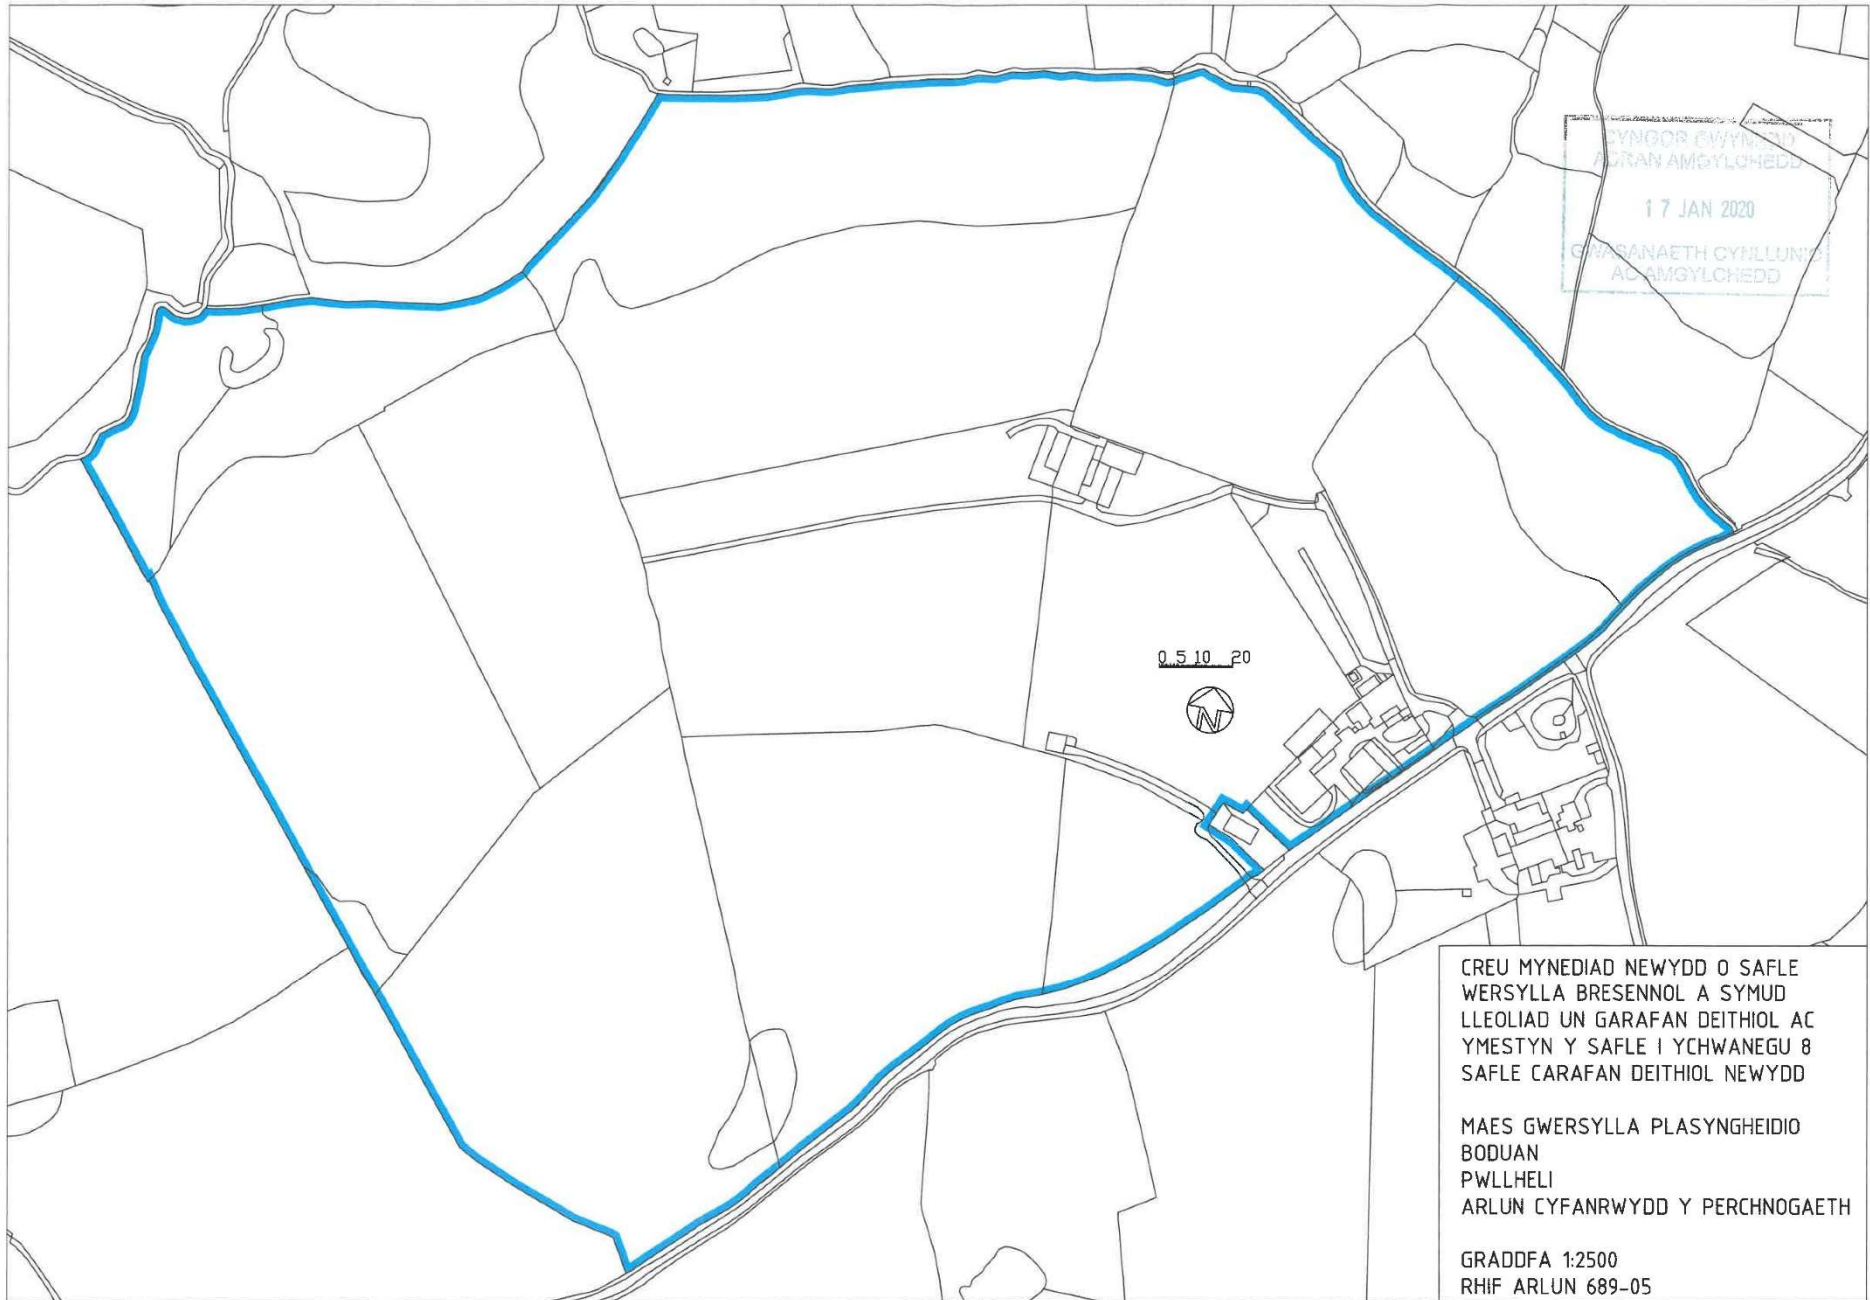 CYNGOR GWYNEDD
ADRAN AMGYLCHEDD
17 JAN 2020
GWASANAETH CYNLLUNIO
AC AMGYLCHEDD
0 5 10 20
N
CREU MYNEDIAD NEWYDD O SAFLE
WERSYLLA BRESENNOL A SYMUD
LLEOLIAD UN GARAFAN DEITHIOL AC
YMESTYN Y SAFLE I YCHWANEGU 8
SAFLE CARAFAN DEITHIOL NEWYDD
MAES GWERSYLLA PLASYNGHEIDIO
BODUAN
PWLLHELI
ARLUN CYFANRWYDD Y PERCHNOGAETH
GRADDFA 1:2500
RHIF ARLUN 689-05